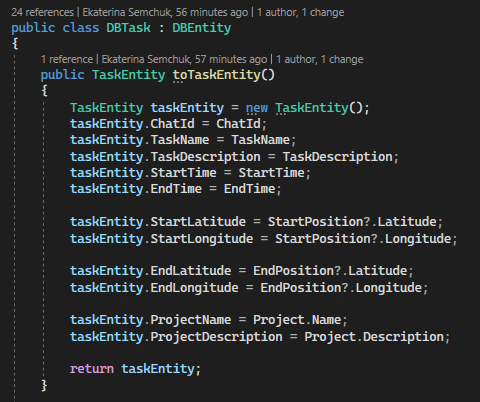 24 references | Ekaterina Semchuk, 56 minutes ago | 1 author, 1 change
public class DBTask : DBEntity
{
1 reference | Ekaterina Semchuk, 57 minutes ago | 1 author, 1 change
public TaskEntity toTaskEntity()
{
TaskEntity taskEntity = new TaskEntity();
taskEntity.ChatId = ChatId;
taskEntity.TaskName = TaskName;
taskEntity.TaskDescription = TaskDescription;
taskEntity.StartTime = StartTime;
taskEntity.EndTime = EndTime;
taskEntity.StartLatitude = StartPosition?.Latitude;
taskEntity.StartLongitude = StartPosition?.Longitude;
taskEntity.EndLatitude = EndPosition?.Latitude;
taskEntity.EndLongitude = EndPosition?.Longitude;
taskEntity.ProjectName = Project.Name;
taskEntity.ProjectDescription = Project.Description;
return taskEntity;
}